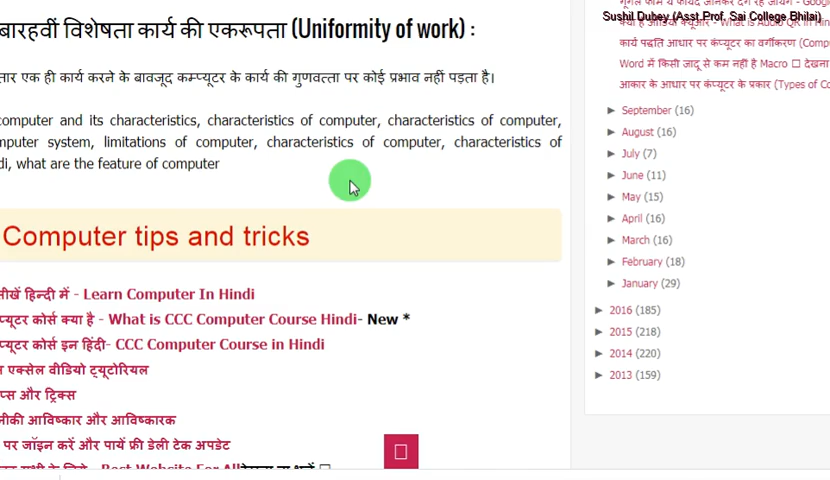 बारहवीं विशेषता कार्य की एकरूपता (Uniformity of work) :
तार एक ही कार्य करने के बावजूद कम्प्यूटर के कार्य की गुणवत्ता पर कोई प्रभाव नहीं पड़ता है।
computer and its characteristics, characteristics of computer, characteristics of computer,
mputer system, limitations of computer, characteristics of computer, characteristics of
di, what are the feature of computer
Computer tips and tricks
सीखें हिन्दी में - Learn Computer In Hindi
प्यूटर कोर्स क्या है - What is CCC Computer Course Hindi- New *
प्यूटर कोर्स इन हिंदी- CCC Computer Course in Hindi
न एक्सेल वीडियो ट्यूटोरियल
प्स और ट्रिक्स
नीकी आविष्कार और आविष्कारक
पर जॉइन करें और पायें फ्री डेली टेक अपडेट
- Best Website For All
Sushil Dubey (Asst.Prof. Sai College Bhilai)
कार्य पद्धति आधार पर कंप्यूटर का वर्गीकरण (Comp
Word में किसी जादू से कम नहीं है Macro देखना
आकार के आधार पर कंप्यूटर के प्रकार (Types of Co
► September (16)
► August (16)
► July (7)
► June (11)
► May (15)
► April (16)
► March (16)
► February (18)
► January (29)
► 2016 (185)
► 2015 (218)
► 2014 (220)
► 2013 (159)